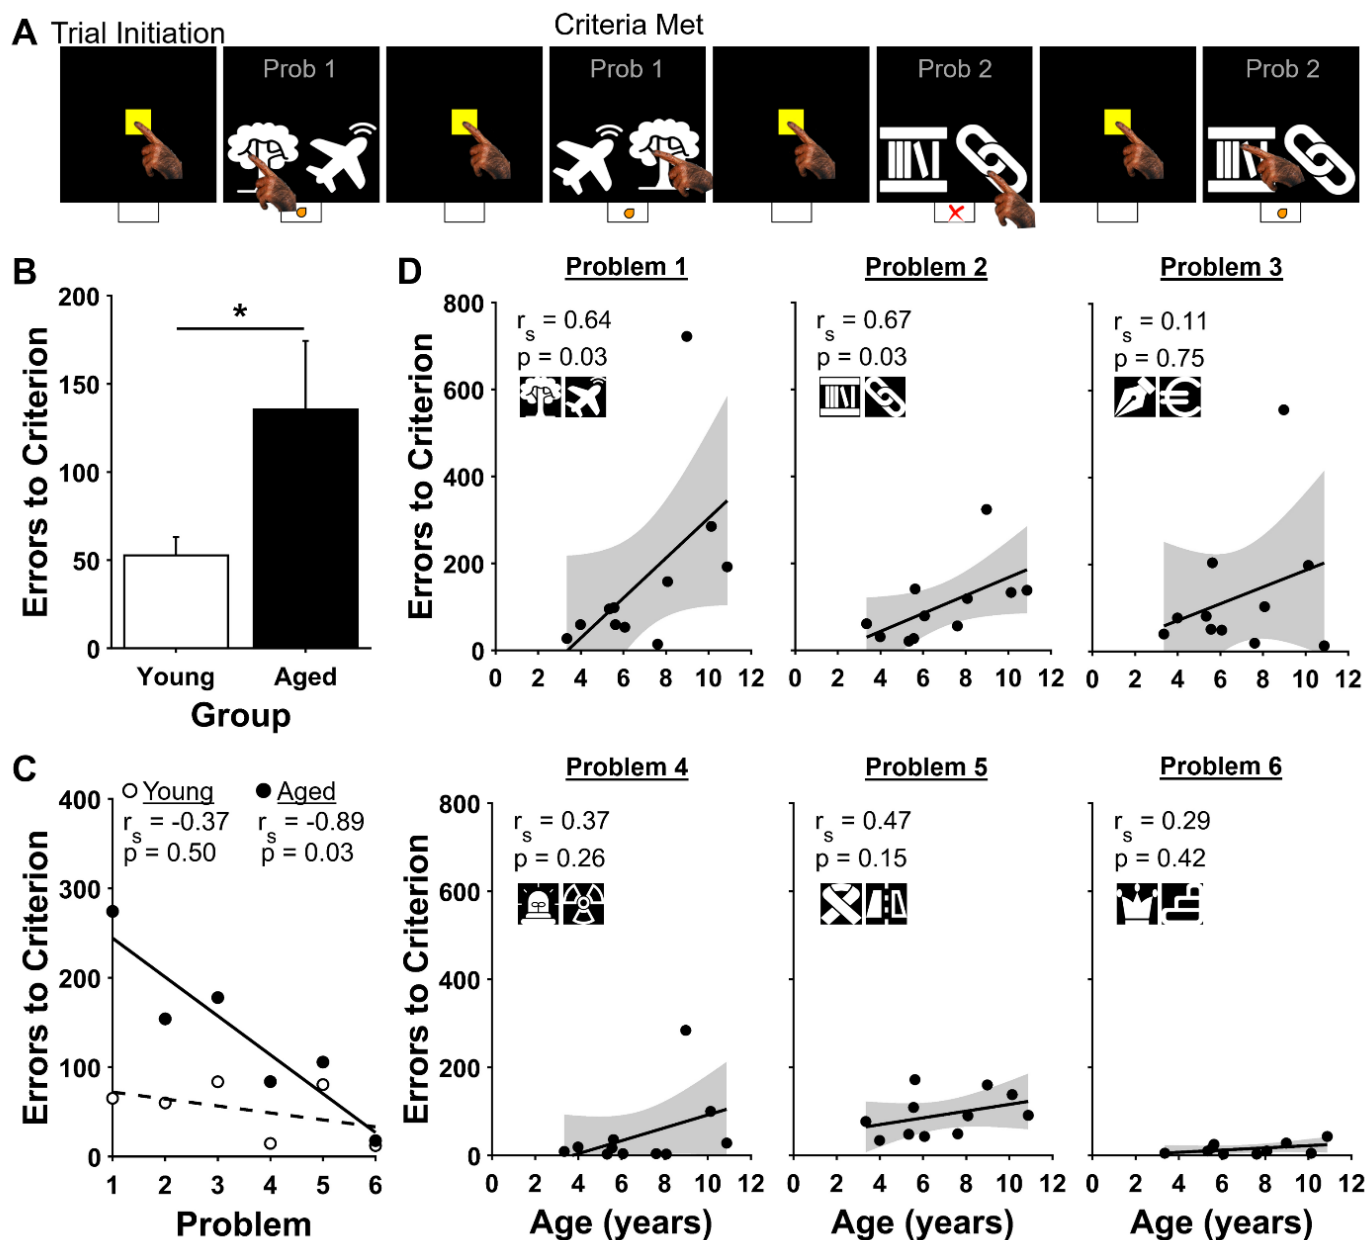 A
Trial Initiation
Criteria Met
Prob 1
Prob 1
Prob 2
Prob 2
B
Errors to Criterion
200
150
100
50
0
*
Young
Aged
Group
C
Errors to Criterion
400
300
200
100
0
Young
rs = -0.37
p = 0.50
Aged
rs = -0.89
p = 0.03
1 2 3 4 5 6
Problem
D
Errors to Criterion
Problem 1
800
600
400
200
0
rs = 0.64
p = 0.03
0 2 4 6 8 10 12
Problem 2
rs = 0.67
p = 0.03
0 2 4 6 8 10 12
Problem 3
rs = 0.11
p = 0.75
0 2 4 6 8 10 12
Errors to Criterion
Problem 4
800
600
400
200
0
rs = 0.37
p = 0.26
0 2 4 6 8 10 12
Age (years)
Problem 5
rs = 0.47
p = 0.15
0 2 4 6 8 10 12
Age (years)
Problem 6
rs = 0.29
p = 0.42
0 2 4 6 8 10 12
Age (years)